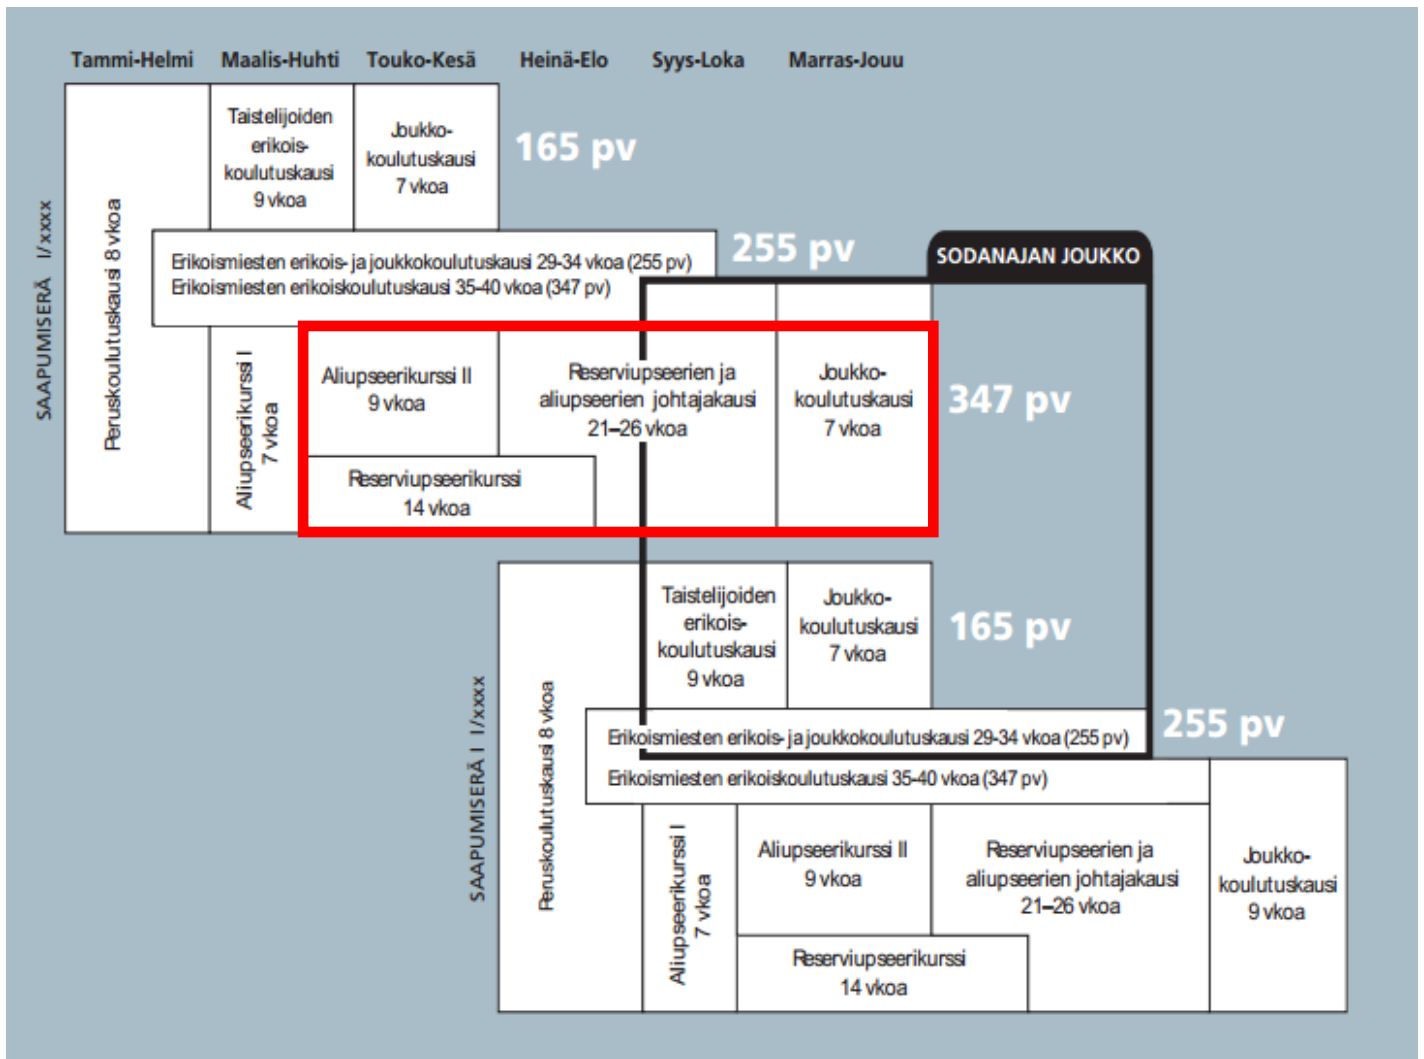 Tammi-Helmi Maalis-Huhti Touko-Kesä Heinä-Elo Syys-Loka Marras-Jouu
SAAPUMISERÄ I/xxxx
Peruskoulutuskausi 8 vkoa
Taistelijoiden
erikois-
koulutuskausi
9 vkoa
Joukko-
koulutuskausi
7 vkoa
165 pv
Erikoismiesten erikois- ja joukkokoulutuskausi 29-34 vkoa (255 pv)
Erikoismiesten erikoiskoulutuskausi 35-40 vkoa (347 pv)
255 pv
SODANAJAN JOUKKO
Aliupseerikurssi I
7 vkoa
Aliupseerikurssi II
9 vkoa
Reserviupseerikurssi
14 vkoa
Reserviupseerien ja
aliupseerien johtajakausi
21–26 vkoa
Joukko-
koulutuskausi
7 vkoa
347 pv
SAAPUMISERÄ I I/xxxx
Peruskoulutuskausi 8 vkoa
Taistelijoiden
erikois-
koulutuskausi
9 vkoa
Joukko-
koulutuskausi
7 vkoa
165 pv
Erikoismiesten erikois- ja joukkokoulutuskausi 29-34 vkoa (255 pv)
Erikoismiesten erikoiskoulutuskausi 35-40 vkoa (347 pv)
255 pv
Aliupseerikurssi I
7 vkoa
Aliupseerikurssi II
9 vkoa
Reserviupseerikurssi
14 vkoa
Reserviupseerien ja
aliupseerien johtajakausi
21–26 vkoa
Joukko-
koulutuskausi
9 vkoa